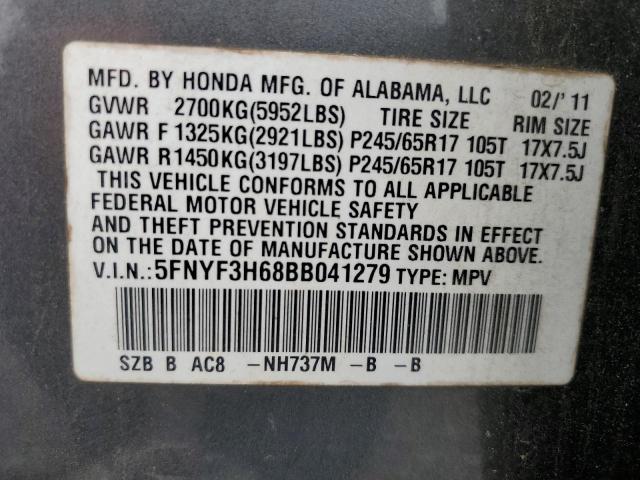 MFD. BY HONDA MFG. OF ALABAMA, LLC 02/' 11
GVWR 2700KG(5952LBS) TIRE SIZE RIM SIZE
GAWR F 1325KG(2921LBS) P245/65R17 105T 17X7.5J
GAWR R1450KG(3197LBS) P245/65R17 105T 17X7.5J
THIS VEHICLE CONFORMS TO ALL APPLICABLE
FEDERAL MOTOR VEHICLE SAFETY
AND THEFT PREVENTION STANDARDS IN EFFECT
ON THE DATE OF MANUFACTURE SHOWN ABOVE.
V.I.N.: 5FNYF3H68BB041279 TYPE: MPV
SZB B AC8 –NH737M –B –B